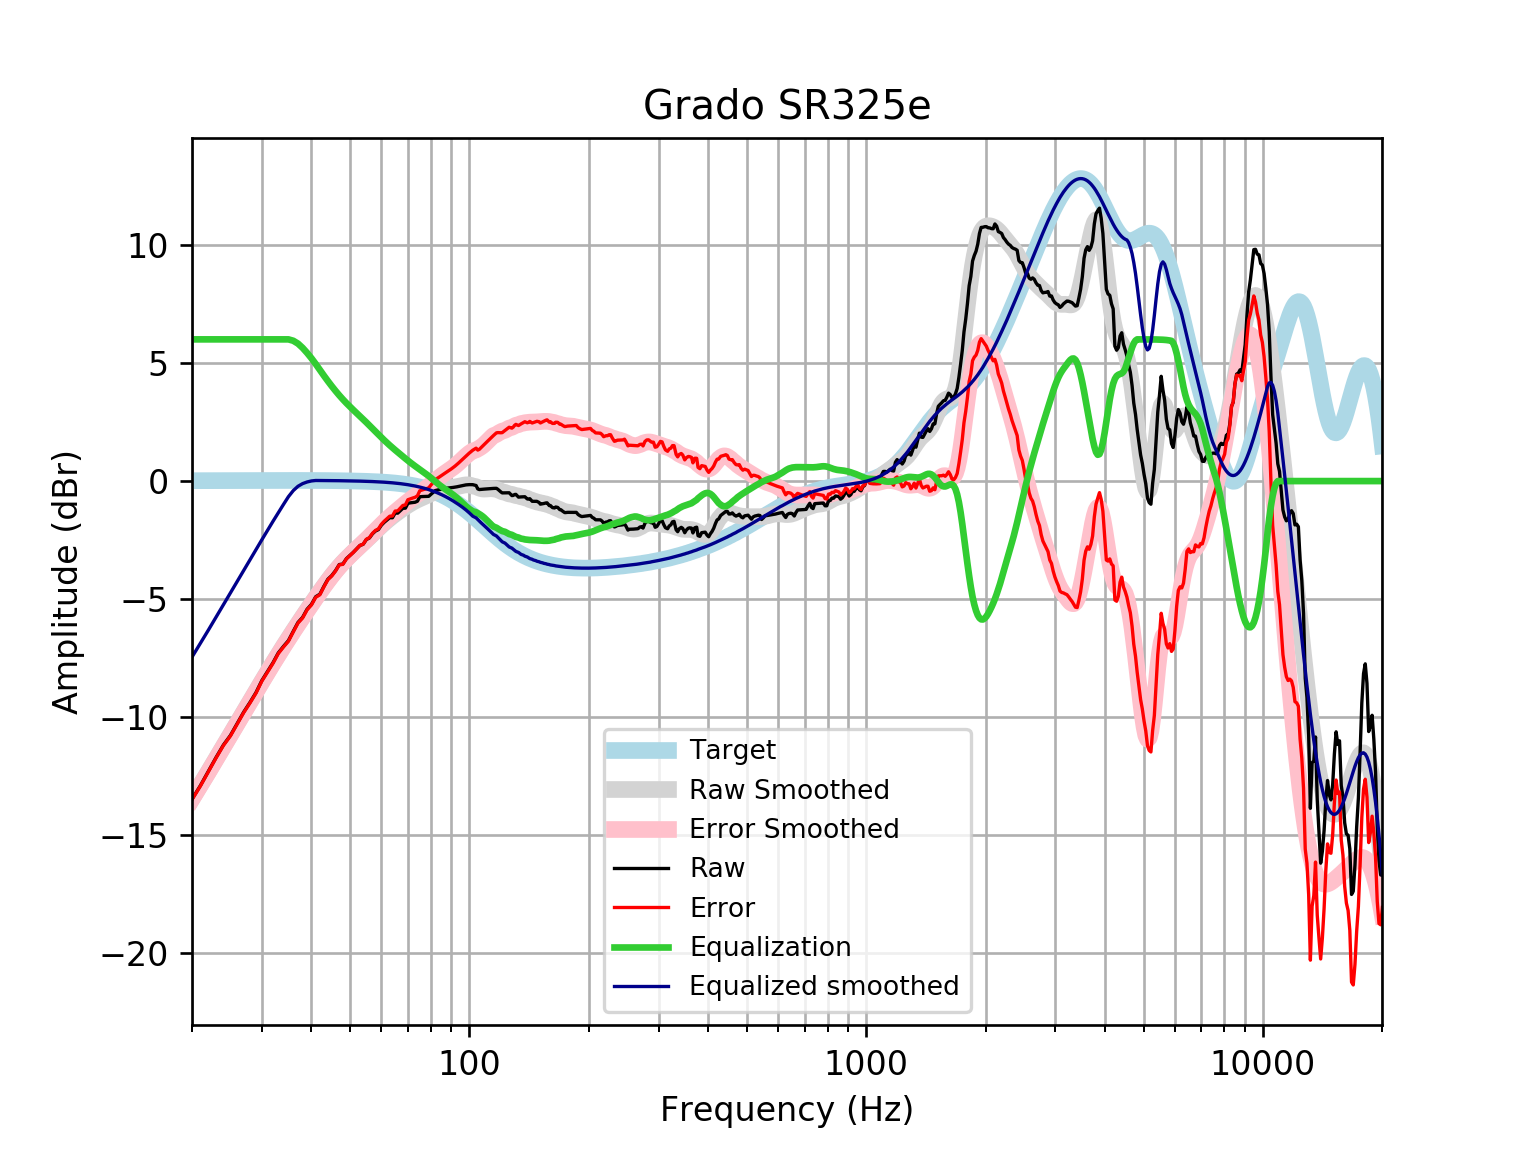 Grado SR325e
Amplitude (dBr)
10
5
0
−5
−10
−15
−20
Target
Raw Smoothed
Error Smoothed
Raw
Error
Equalization
Equalized smoothed
100
1000
10000
Frequency (Hz)